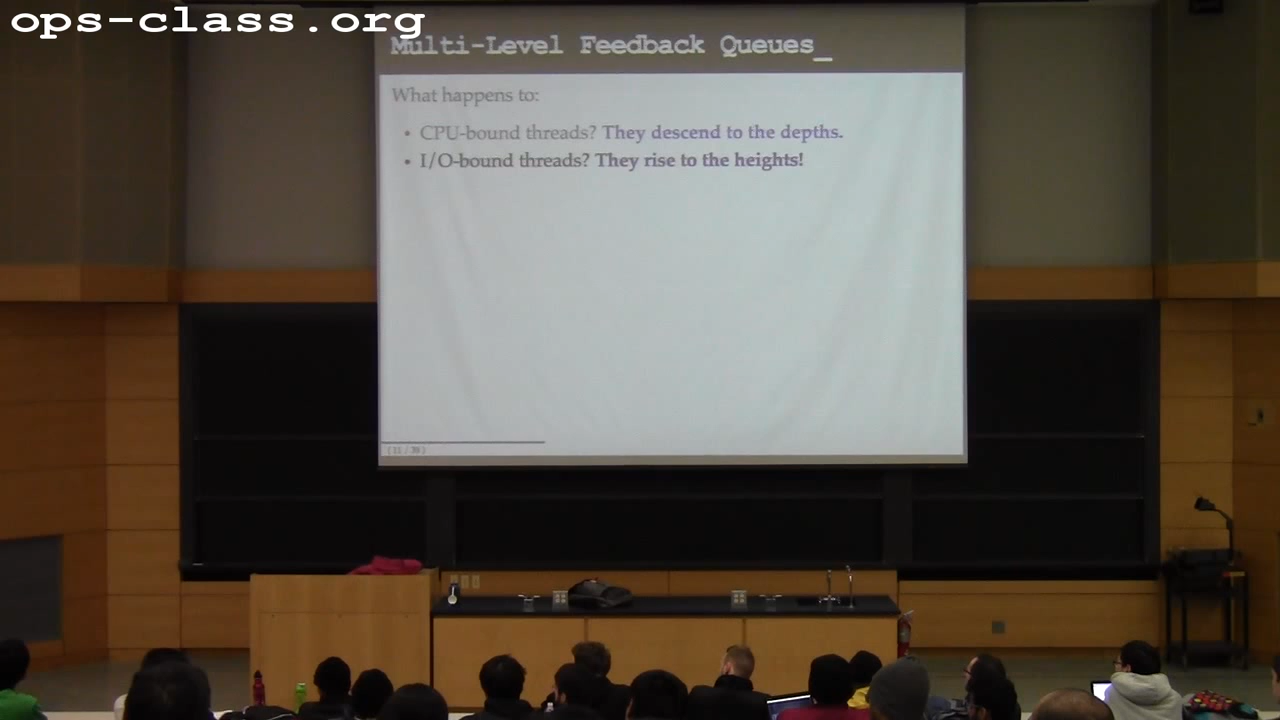 ops-class.org
Multi-Level Feedback Queues_
What happens to:
• CPU-bound threads? They descend to the depths.
• I/O-bound threads? They rise to the heights!